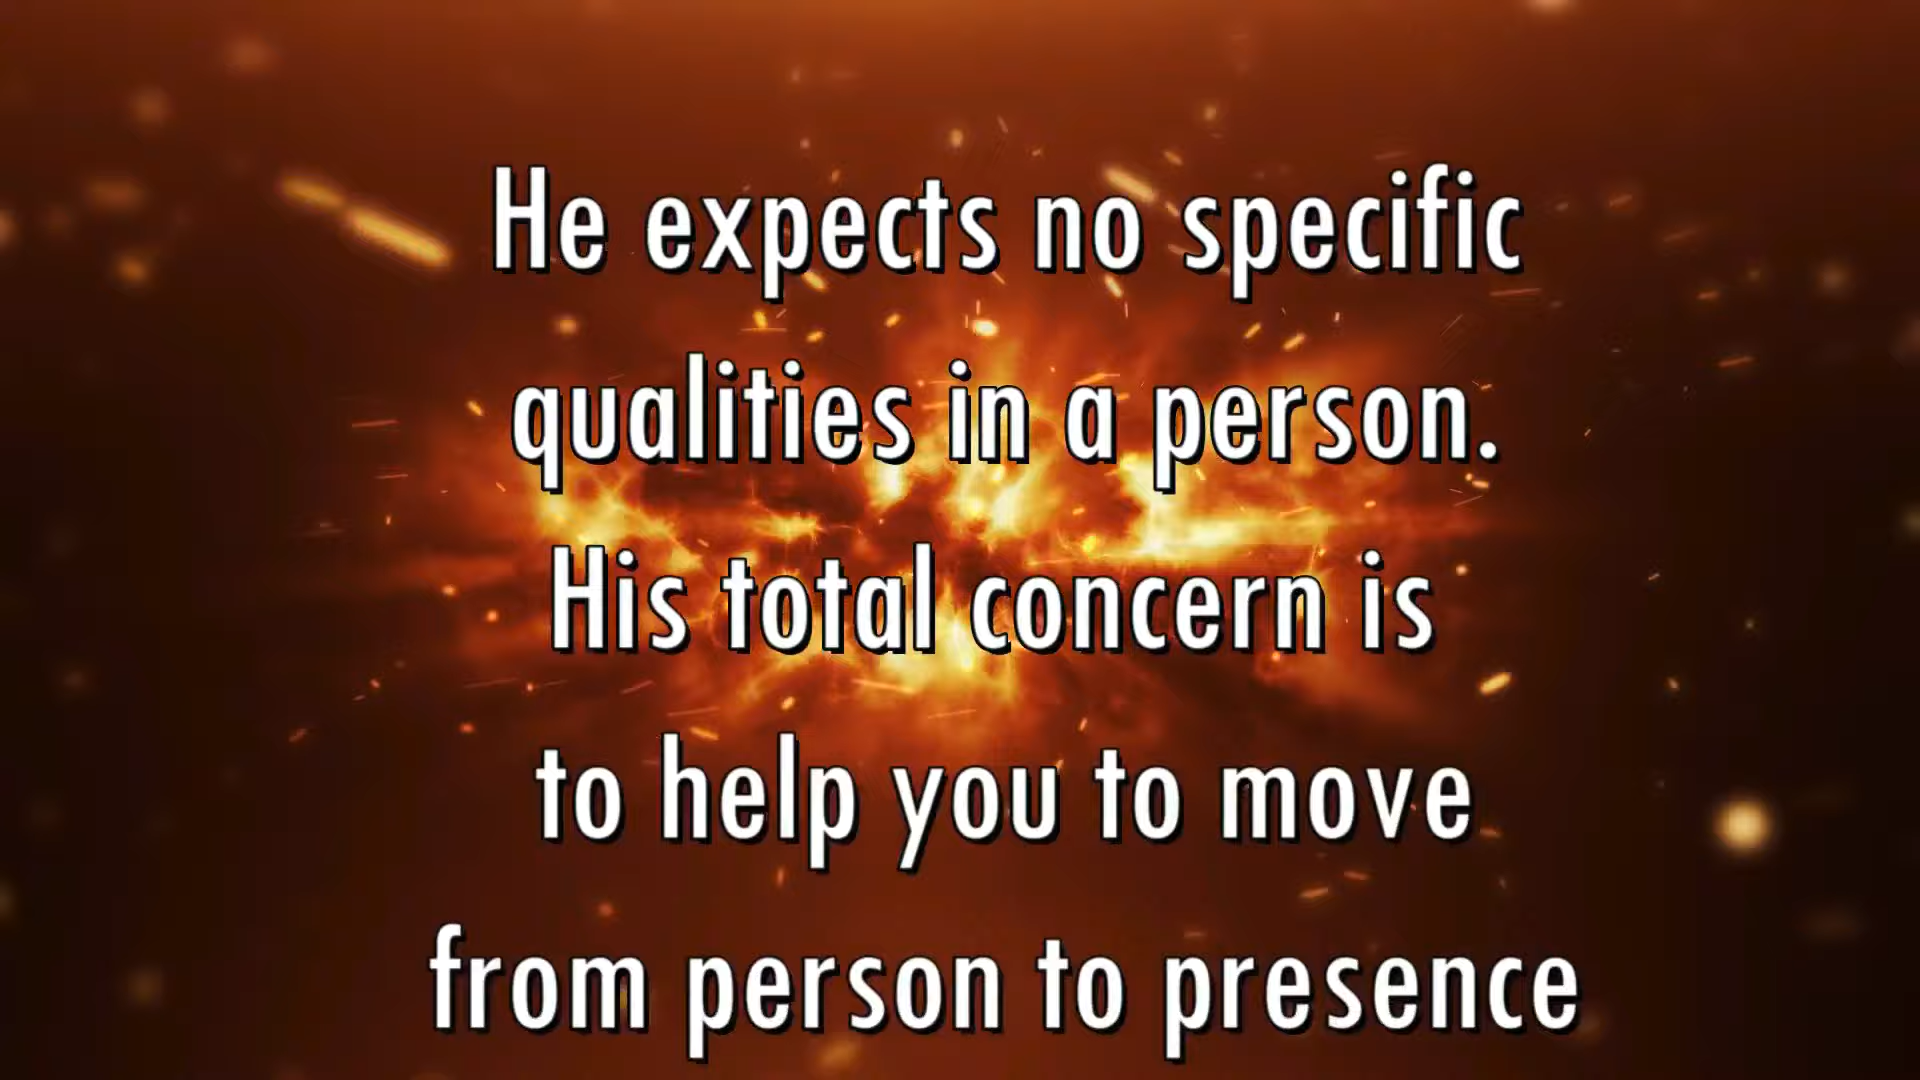 He expects no specific
qualities in a person.
His total concern is
to help you to move
from person to presence